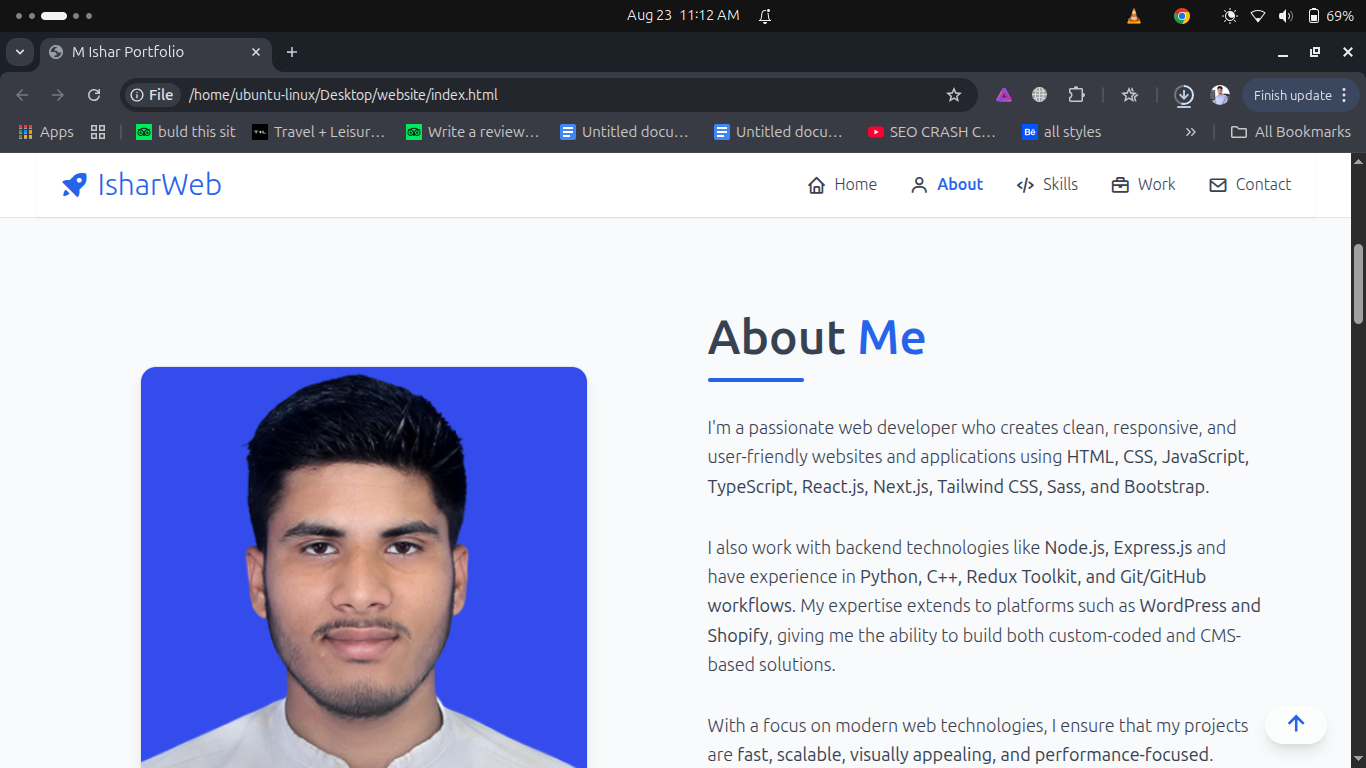 Aug 23 11:12 AM
69%
M Ishar Portfolio
File /home/ubuntu-linux/Desktop/website/index.html
Finish update
Apps
buld this sit
Travel + Leisur…
Write a review…
Untitled docu…
Untitled docu…
SEO CRASH C…
Bē all styles
All Bookmarks
IsharWeb
Home
About
Skills
Work
Contact
About Me
I'm a passionate web developer who creates clean, responsive, and
user-friendly websites and applications using HTML, CSS, JavaScript,
TypeScript, React.js, Next.js, Tailwind CSS, Sass, and Bootstrap.
I also work with backend technologies like Node.js, Express.js and
have experience in Python, C++, Redux Toolkit, and Git/GitHub
workflows. My expertise extends to platforms such as WordPress and
Shopify, giving me the ability to build both custom-coded and CMS-
based solutions.
With a focus on modern web technologies, I ensure that my projects
are fast, scalable, visually appealing, and performance-focused.